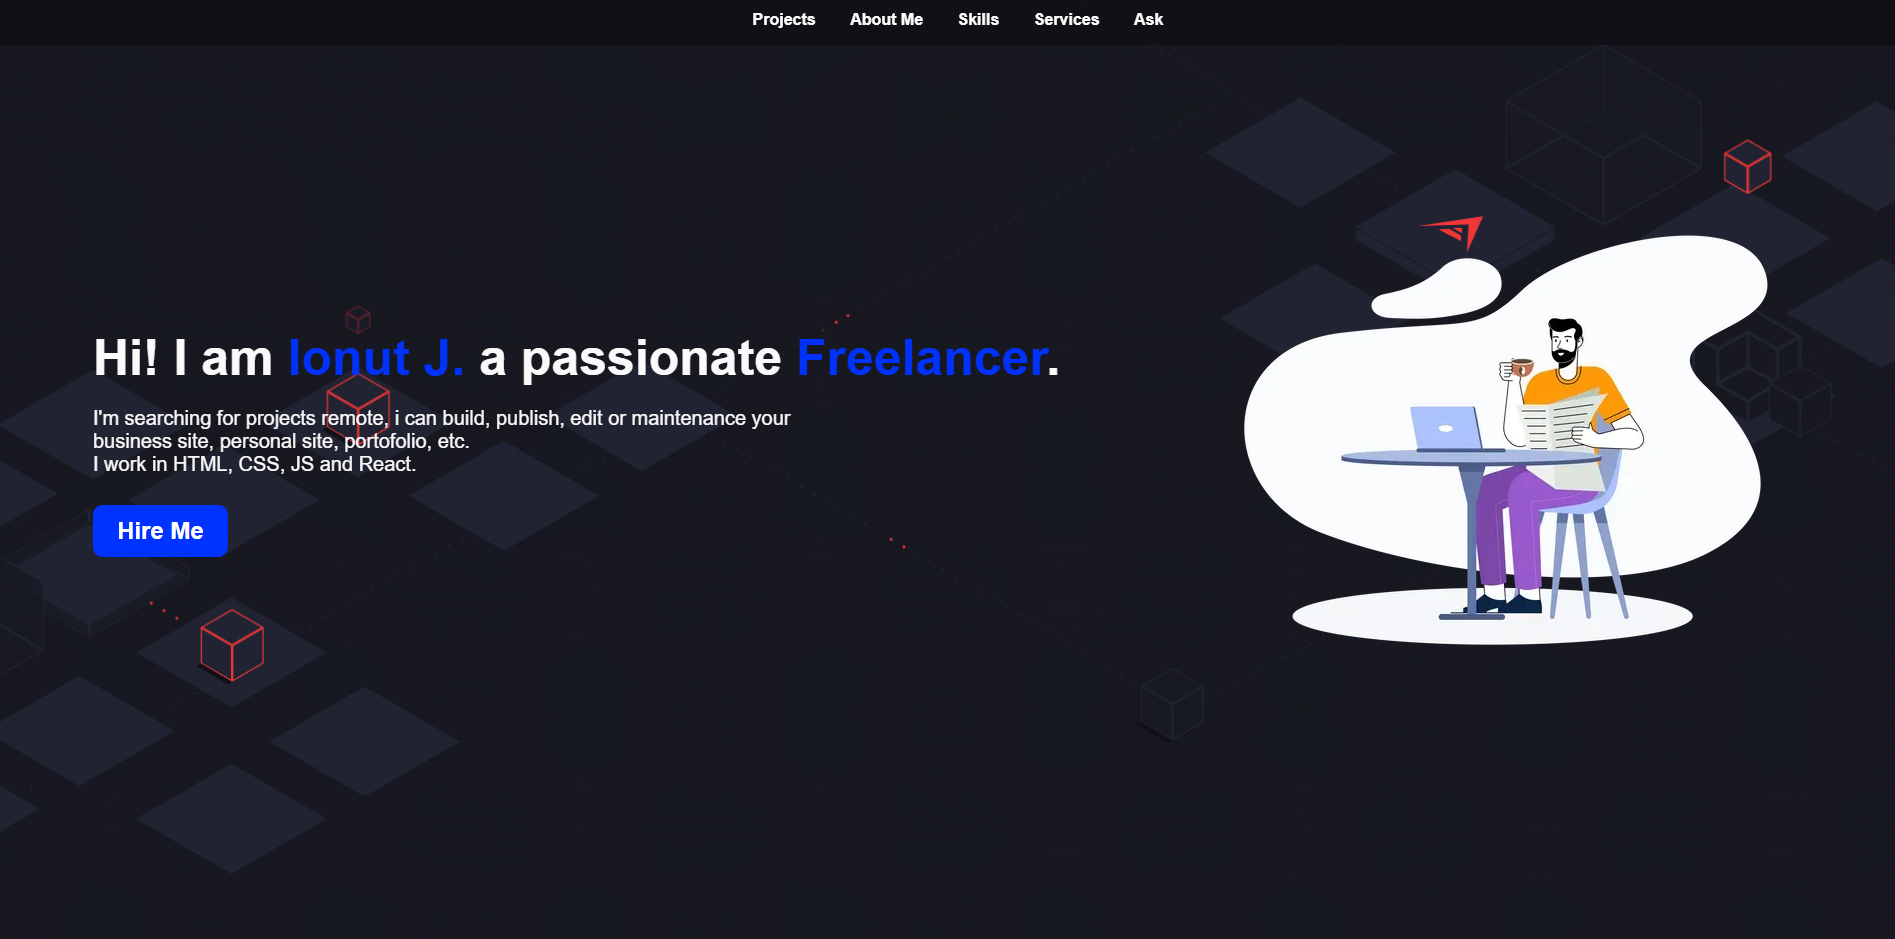 Projects About Me Skills Services Ask
Hi! I am Ionut J. a passionate Freelancer.
I'm searching for projects remote, i can build, publish, edit or maintenance your
business site, personal site, portofolio, etc.
I work in HTML, CSS, JS and React.
Hire Me